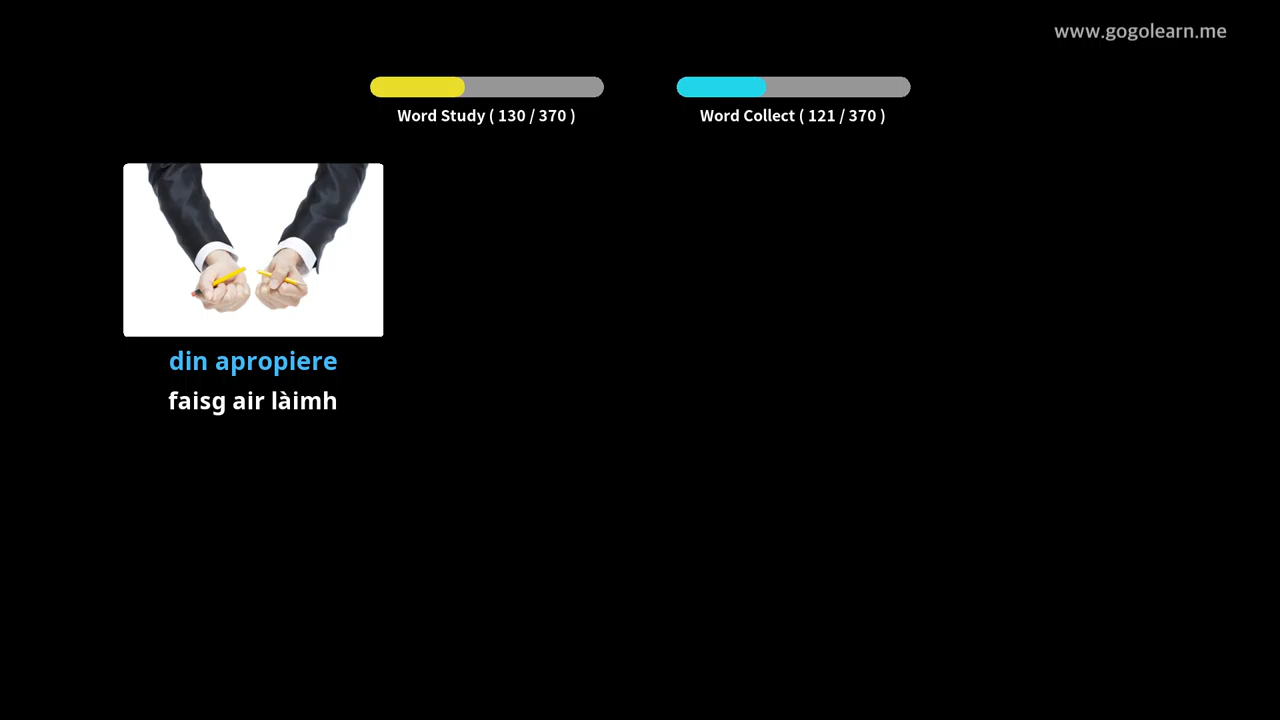 www.gogolearn.me
Word Study ( 130 / 370 )
Word Collect ( 121 / 370 )
din apropiere
faisg air làimh